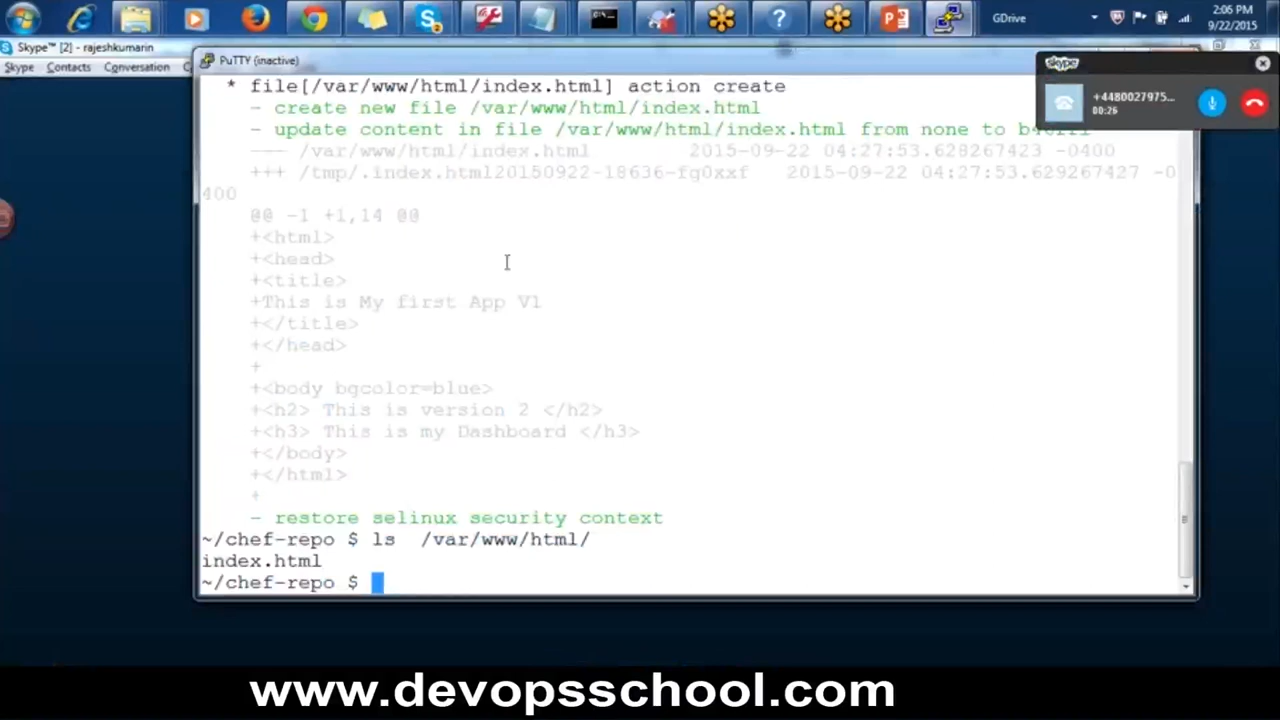 GDrive
2:06 PM
9/22/2015
Skype™ [2] - rajeshkumarin
Skype Contacts Conversation
PuTTY (inactive)
skype
+4480027975...
00:26
* file[/var/www/html/index.html] action create
- create new file /var/www/html/index.html
- update content in file /var/www/html/index.html from none to
--- /var/www/html/index.html 2015-09-22 04:27:53.628267423 -0400
+++ /tmp/.index.html20150922-18636-fg0xxf 2015-09-22 04:27:53.629267427 -0
400
@@ -1 +1,14 @@
+<html>
+<head>
+<title>
+This is My first App V1
+</title>
+</head>
+
+<body bgcolor=blue>
+<h2> This is version 2 </h2>
+<h3> This is my Dashboard </h3>
+</body>
+</html>
+
- restore selinux security context
~/chef-repo $ ls  /var/www/html/
index.html
~/chef-repo $
www.devopsschool.com